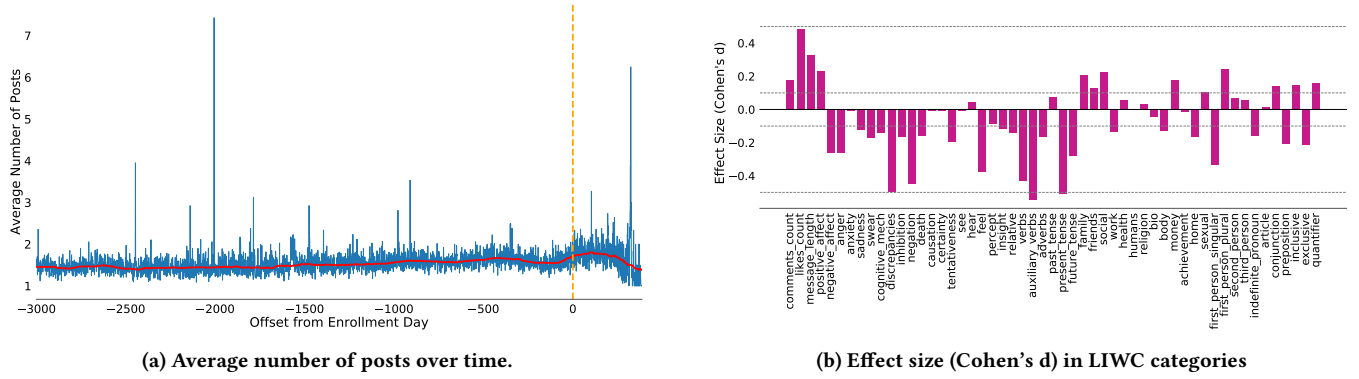 7
6
5
4
3
2
1
Average Number of Posts
−3000 −2500 −2000 −1500 −1000 −500 0
Offset from Enrollment Day
(a) Average number of posts over time.
0.4
0.2
0.0
−0.2
−0.4
Effect Size (Cohen's d)
comments_count
likes_count
message_length
positive_affect
negative_affect
anger
anxiety
sadness
swear
cognitive_mech
discrepancies
inhibition
negation
death
causation
certainty
tentativeness
see
hear
feel
percept
insight
relative
verbs
auxiliary_verbs
adverbs
past_tense
present_tense
future_tense
family
friends
social
work
health
humans
religion
bio
body
money
achievement
home
sexual
first_person_singular
first_person_plural
second_person
third_person
indefinite_pronoun
article
conjunction
preposition
inclusive
exclusive
quantifier
(b) Effect size (Cohen's d) in LIWC categories